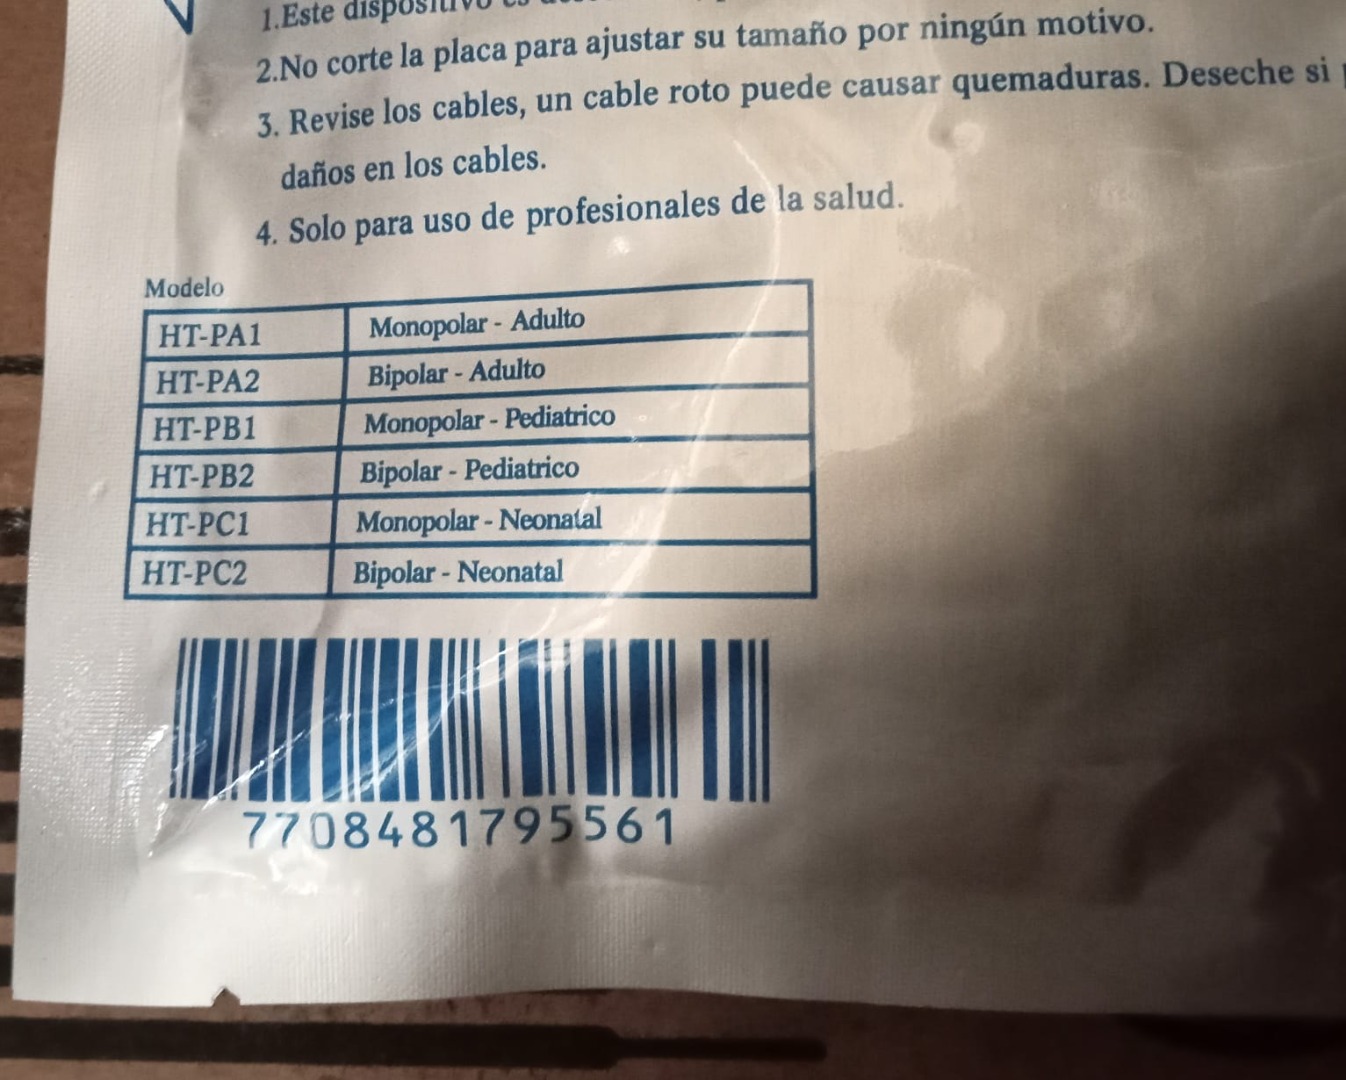 1.Este dispositivo
2.No corte la placa para ajustar su tamaño por ningún motivo.
3. Revise los cables, un cable roto puede causar quemaduras. Deseche si
daños en los cables.
4. Solo para uso de profesionales de la salud.
Modelo
HT-PA1 Monopolar - Adulto
HT-PA2 Bipolar - Adulto
HT-PB1 Monopolar - Pediatrico
HT-PB2 Bipolar - Pediatrico
HT-PC1 Monopolar - Neonatal
HT-PC2 Bipolar - Neonatal
7708481795561